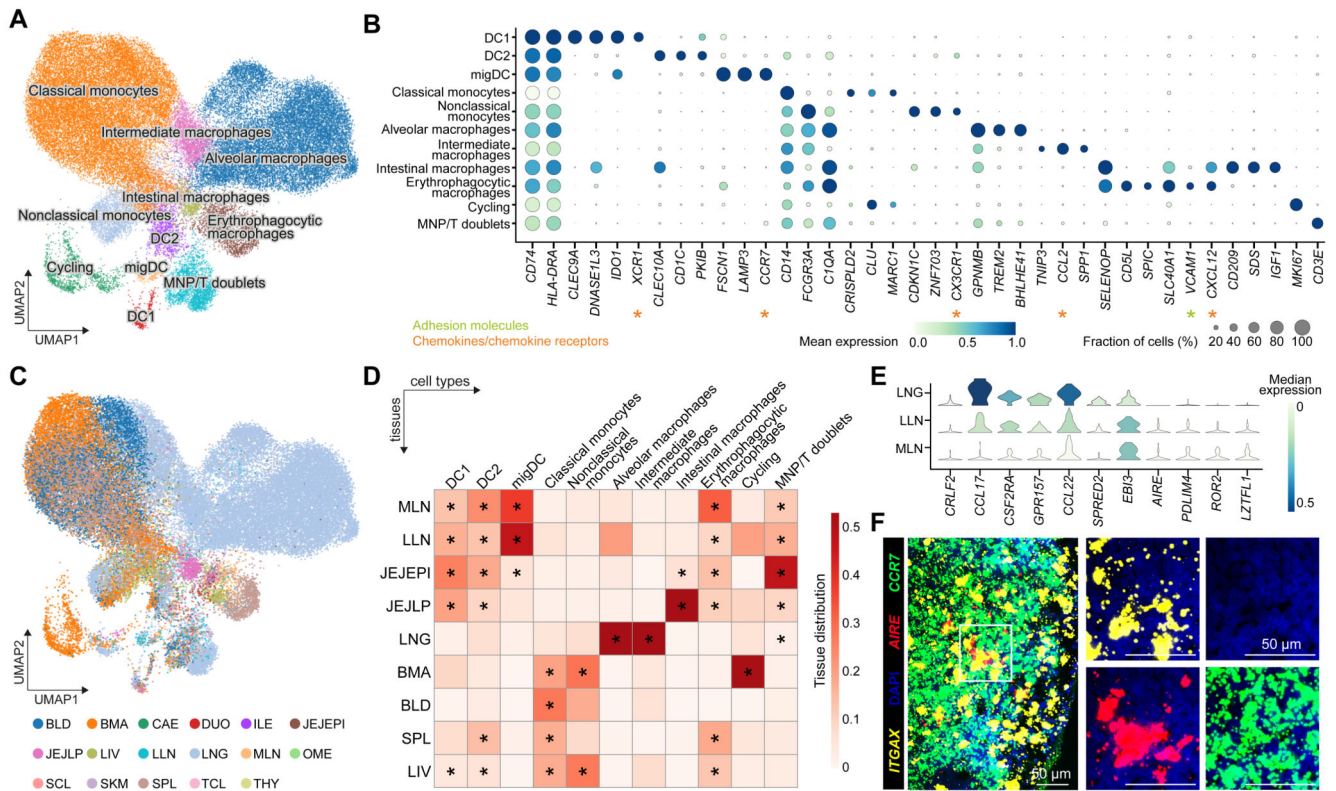 A
Classical monocytes
Intermediate macrophages
Alveolar macrophages
Intestinal macrophages
Nonclassical monocytes
Erythrophagocytic
macrophages
DC2
Cycling
migDC
MNP/T doublets
DC1
UMAP2
UMAP1
B
DC1
DC2
migDC
Classical monocytes
Nonclassical
monocytes
Alveolar macrophages
Intermediate
macrophages
Intestinal macrophages
Erythrophagocytic
macrophages
Cycling
MNP/T doublets
CD74
HLA-DRA
CLEC9A
DNASE1L3
IDO1
XCR1
CLEC10A
CD1C
PKIB
FSCN1
LAMP3
CCR7
CD14
FCGR3A
C1QA
CRISPLD2
CLU
MARC1
CDKN1C
ZNF703
CX3CR1
GPNMB
TREM2
BHLHE41
TNIP3
CCL2
SPP1
SELENOP
CD5L
SPIC
SLC40A1
VCAM1
CXCL12
CD209
SDS
IGF1
MKI67
CD3E
* * * * * *
Adhesion molecules
Chemokines/chemokine receptors
Mean expression
0.0 0.5 1.0
Fraction of cells (%)
20 40 60 80 100
C
UMAP2
UMAP1
BLD BMA CAE DUO ILE JEJEPI
JEJLP LIV LLN LNG MLN OME
SCL SKM SPL TCL THY
D
cell types
tissues
DC1
DC2
migDC
Classical monocytes
Nonclassical
monocytes
Alveolar macrophages
Intermediate
macrophages
Intestinal macrophages
Erythrophagocytic
macrophages
Cycling
MNP/T doublets
MLN * * * * *
LLN * * * * *
JEJEPI * * * * * *
JEJLP * * * * *
LNG * * *
BMA * * *
BLD *
SPL * * *
LIV * * * * *
Tissue distribution
0.5
0.4
0.3
0.2
0.1
0
E
LNG
LLN
MLN
CRLF2
CCL17
CSF2RA
GPR157
CCL22
SPRED2
EBI3
AIRE
PDLIM4
ROR2
LZTFL1
Median
expression
0
0.5
F
ITGAX DAPI AIRE CCR7
50 µm
50 µm